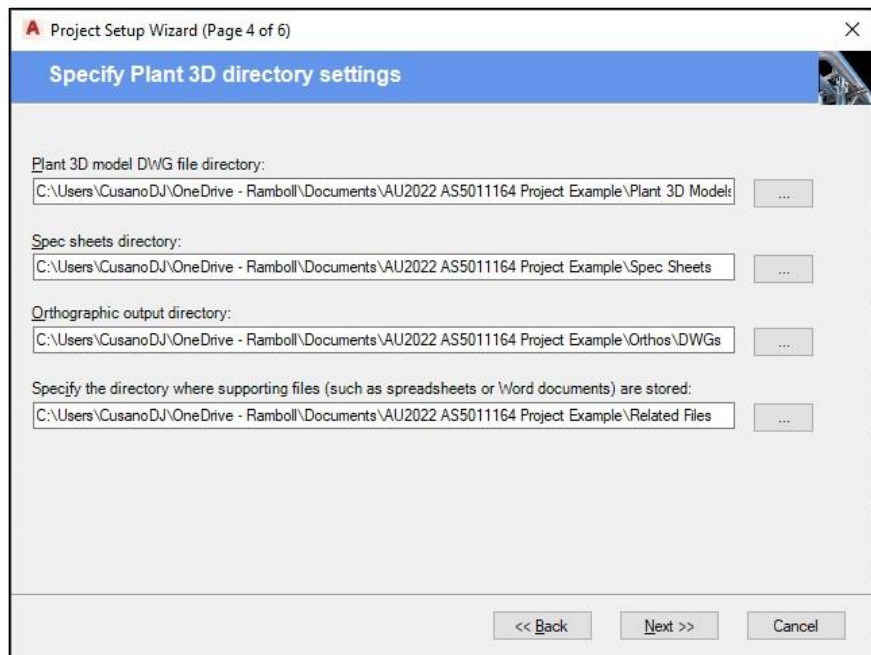 Project Setup Wizard (Page 4 of 6)
Specify Plant 3D directory settings
Plant 3D model DWG file directory:
C:\Users\CusanoDJ\OneDrive - Ramboll\Documents\AU2022 AS5011164 Project Example\Plant 3D Models
...
Spec sheets directory:
C:\Users\CusanoDJ\OneDrive - Ramboll\Documents\AU2022 AS5011164 Project Example\Spec Sheets
...
Orthographic output directory:
C:\Users\CusanoDJ\OneDrive - Ramboll\Documents\AU2022 AS5011164 Project Example\Orthos\DWGs
...
Specify the directory where supporting files (such as spreadsheets or Word documents) are stored:
C:\Users\CusanoDJ\OneDrive - Ramboll\Documents\AU2022 AS5011164 Project Example\Related Files
...
<< Back Next >> Cancel